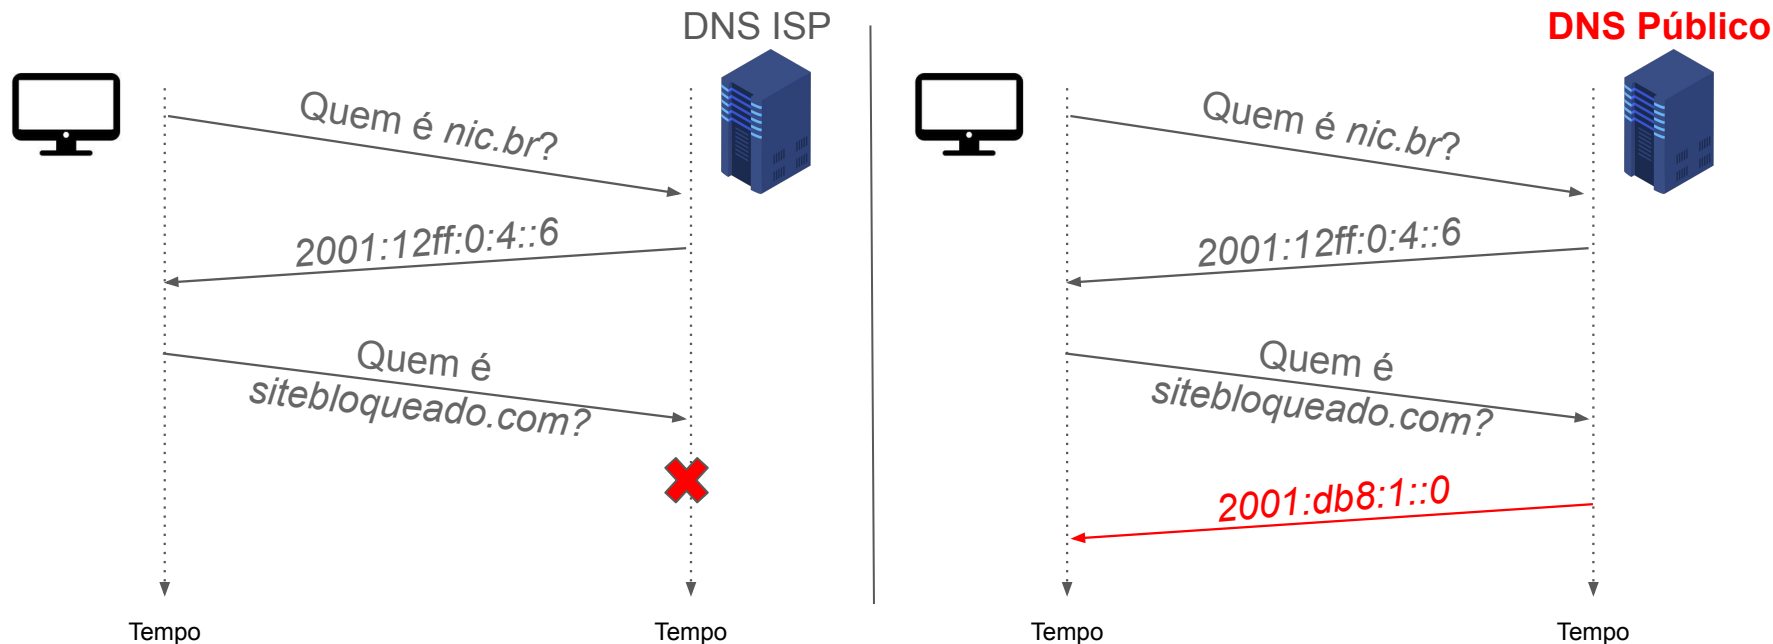 DNS ISP
Quem é nic.br?
2001:12ff:0:4::6
Quem é
sitebloqueado.com?
Tempo
Tempo
DNS Público
Quem é nic.br?
2001:12ff:0:4::6
Quem é
sitebloqueado.com?
2001:db8:1::0
Tempo
Tempo